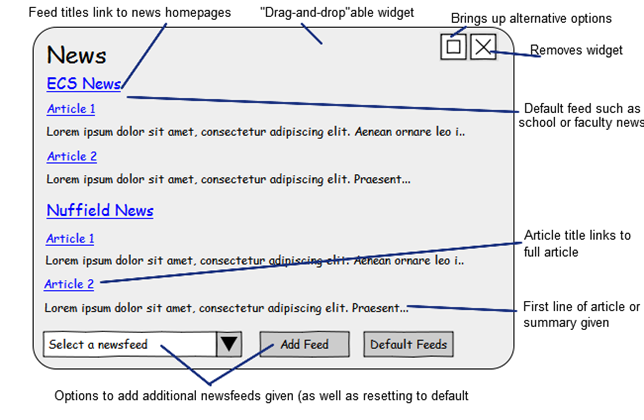 Feed titles link to news homepages
"Drag-and-drop"able widget
Brings up alternative options
News
Removes widget
ECS News
Article 1
Default feed such as
school or faculty news
Lorem ipsum dolor sit amet, consectetur adipiscing elit. Aenean ornare leo i..
Article 2
Lorem ipsum dolor sit amet, consectetur adipiscing elit. Praesent...
Nuffield News
Article 1
Article title links to
full article
Lorem ipsum dolor sit amet, consectetur adipiscing elit. Aenean ornare leo i..
Article 2
Lorem ipsum dolor sit amet, consectetur adipiscing elit. Praesent...
First line of article or
summary given
Select a newsfeed
Add Feed
Default Feeds
Options to add additional newsfeeds given (as well as resetting to default